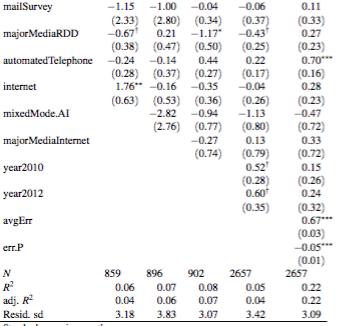 mailSurvey −1.15 −1.00 −0.04 −0.06 0.11
(2.33) (2.80) (0.34) (0.37) (0.33)
majorMediaRDD −0.67† 0.21 −1.17* −0.43† 0.27
(0.38) (0.47) (0.50) (0.25) (0.23)
automatedTelephone −0.24 −0.14 0.44 0.22 0.70***
(0.28) (0.37) (0.27) (0.17) (0.16)
internet 1.76** −0.16 −0.35 −0.04 0.28
(0.63) (0.53) (0.36) (0.26) (0.23)
mixedMode.AI −2.82 −0.94 −1.13 −0.47
(2.76) (0.77) (0.80) (0.72)
majorMediaInternet −0.27 0.13 0.33
(0.74) (0.79) (0.72)
year2010 0.52† 0.15
(0.28) (0.26)
year2012 0.60† 0.24
(0.35) (0.32)
avgErr 0.67***
(0.03)
err.P −0.05***
(0.01)
N 859 896 902 2657 2657
R² 0.06 0.07 0.08 0.05 0.22
adj. R² 0.04 0.06 0.07 0.04 0.22
Resid. sd 3.18 3.83 3.07 3.42 3.09